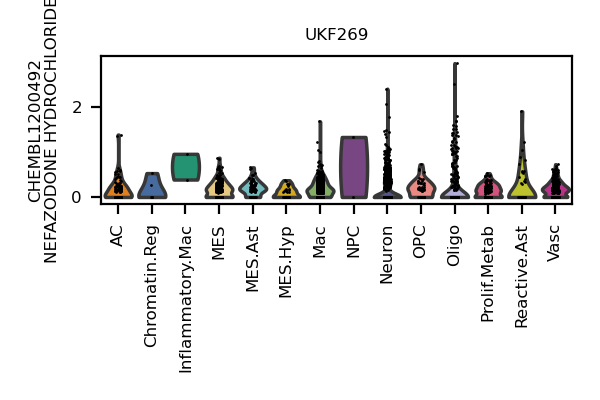 UKF269
CHEMBL1200492
NEFAZODONE HYDROCHLORIDE
2
0
AC
Chromatin.Reg
Inflammatory.Mac
MES
MES.Ast
MES.Hyp
Mac
NPC
Neuron
OPC
Oligo
Prolif.Metab
Reactive.Ast
Vasc